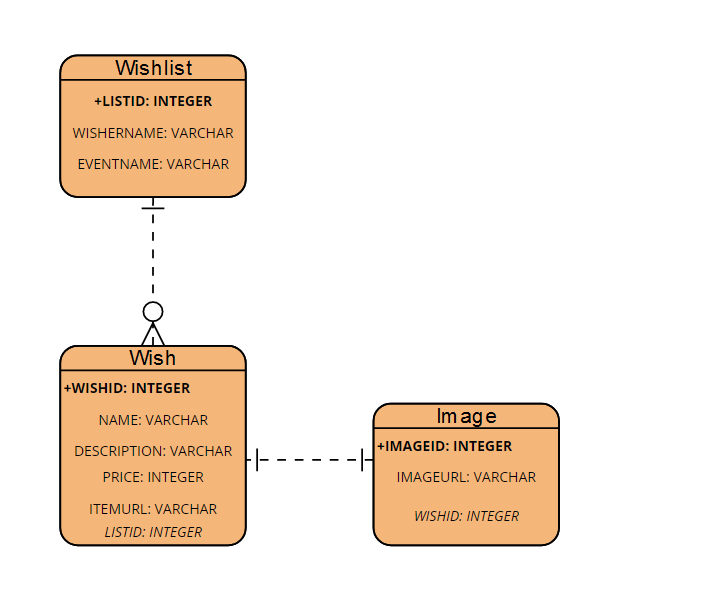 Wishlist
+LISTID: INTEGER
WISHERNAME: VARCHAR
EVENTNAME: VARCHAR
Wish
+WISHID: INTEGER
NAME: VARCHAR
DESCRIPTION: VARCHAR
PRICE: INTEGER
ITEMURL: VARCHAR
LISTID: INTEGER
Image
+IMAGEID: INTEGER
IMAGEURL: VARCHAR
WISHID: INTEGER